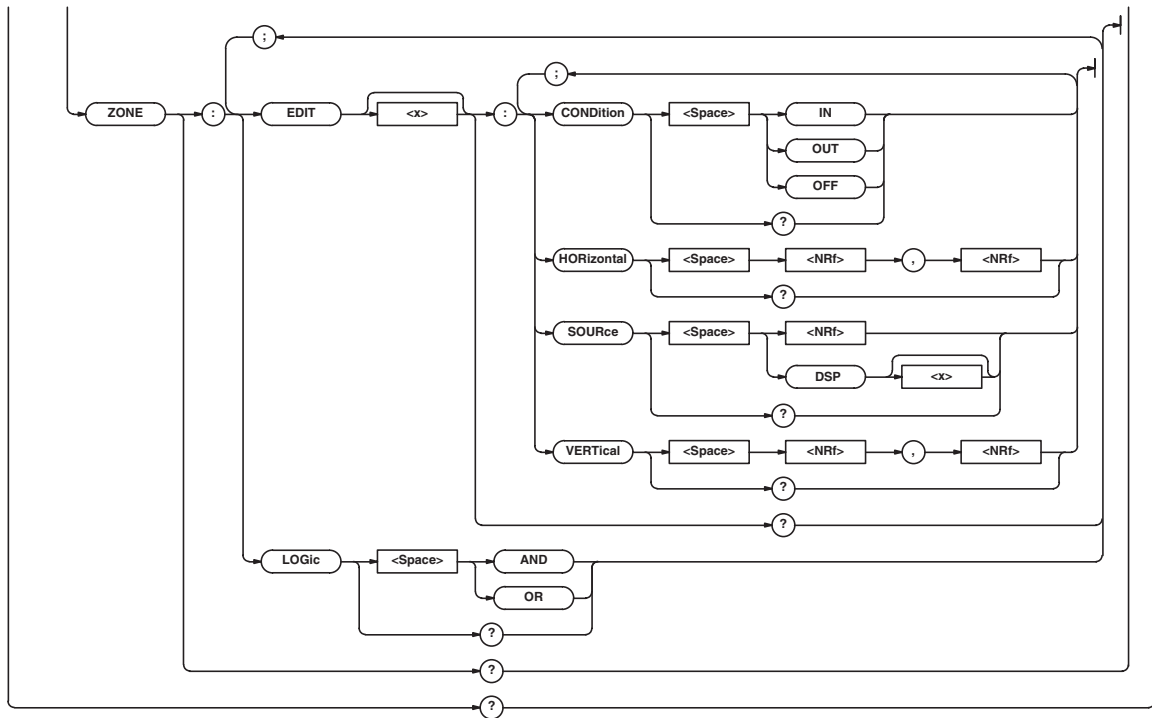 ;
;
ZONE : EDIT <x> : CONDition <Space> IN
OUT
OFF
?
HORizontal <Space> <NRf> , <NRf>
?
SOURce <Space> <NRf>
DSP <x>
?
VERTical <Space> <NRf> , <NRf>
?
?
LOGic <Space> AND
OR
?
?
?